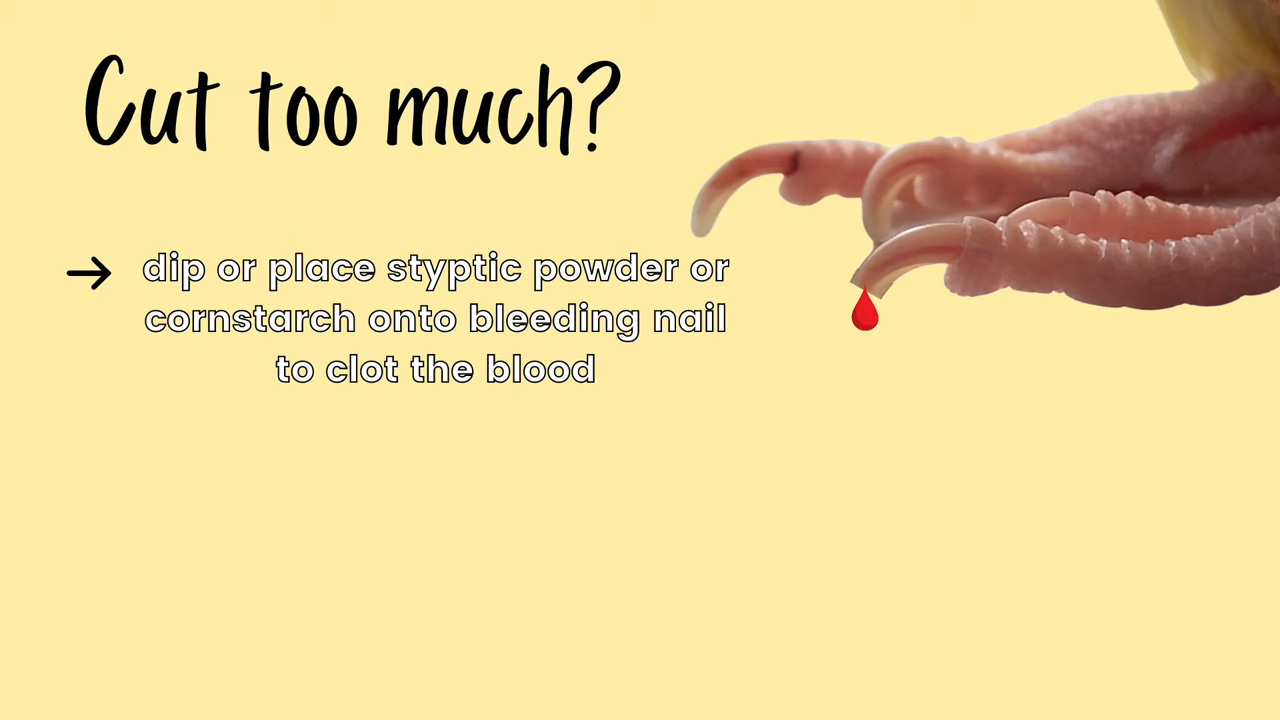 Cut too much?
→ dip or place styptic powder or
cornstarch onto bleeding nail
to clot the blood